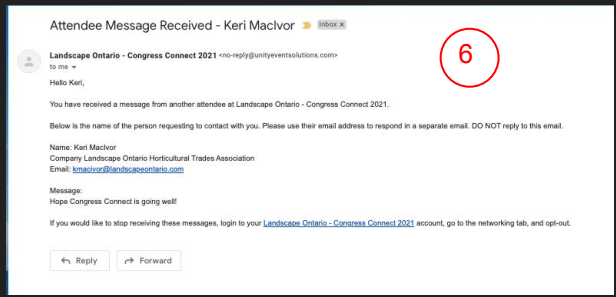 Attendee Message Received - Keri MacIvor Inbox x
6
Landscape Ontario - Congress Connect 2021 <no-reply@unityeventsolutions.com>
to me
Hello Keri,
You have received a message from another attendee at Landscape Ontario - Congress Connect 2021.
Below is the name of the person requesting to contact with you. Please use their email address to respond in a separate email. DO NOT reply to this email.
Name: Keri MacIvor
Company Landscape Ontario Horticultural Trades Association
Email: kmacivor@landscapeontario.com
Message:
Hope Congress Connect is going well!
If you would like to stop receiving these messages, login to your Landscape Ontario - Congress Connect 2021 account, go to the networking tab, and opt-out.
Reply Forward